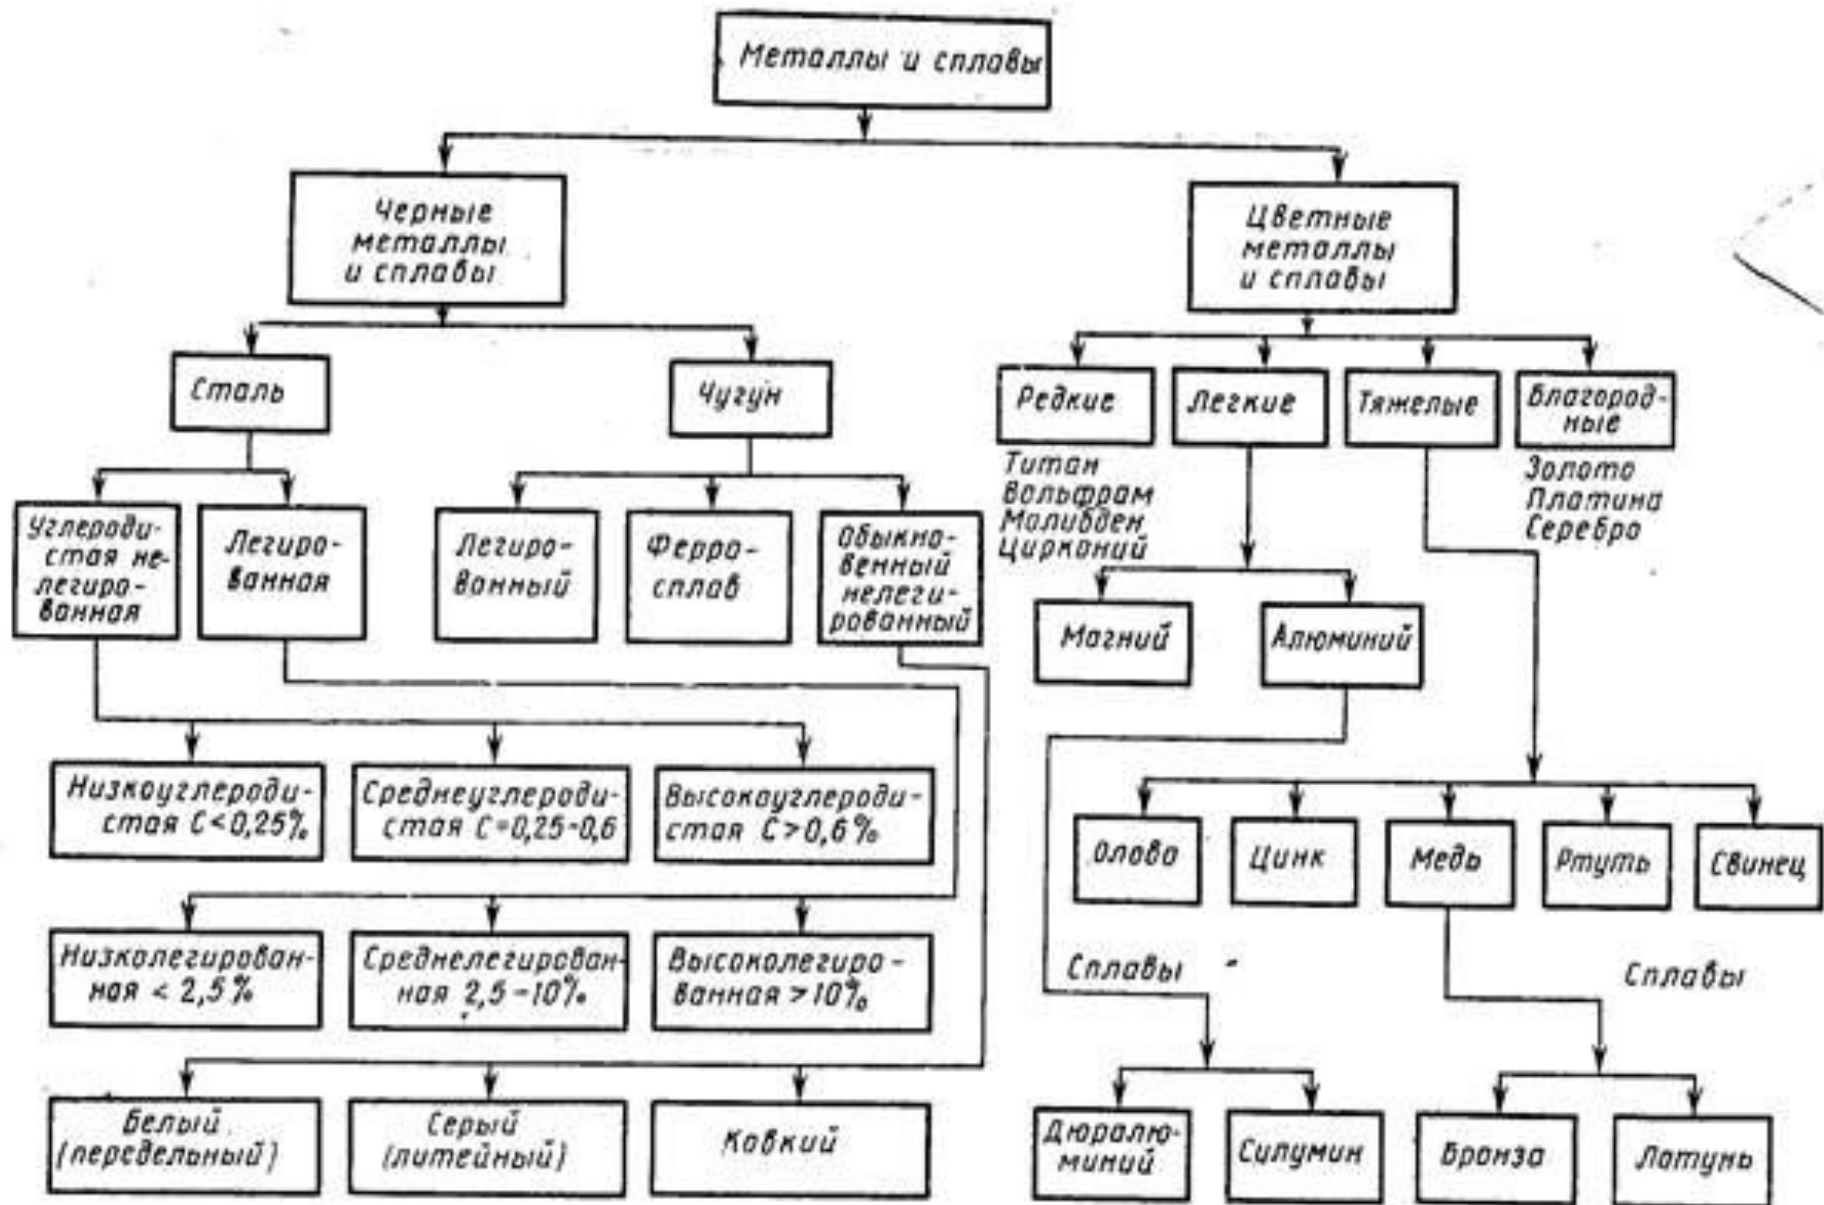 Металлы и сплавы
Черные
металлы
и сплавы
Цветные
металлы
и сплавы
Сталь
Чугун
Редкие
Легкие
Тяжелые
Благород-
ные
Титан
Вольфрам
Молибден
Цирконий
Золото
Платина
Серебро
Углероди-
стая не-
легиро-
ванная
Легиро-
ванная
Легиро-
ванный
Ферро-
сплав
Обыкно-
венный
нелеги-
рованный
Магний
Алюминий
Низкоуглероди-
стая С<0,25%
Среднеуглероди-
стая С=0,25-0,6
Высокоуглероди-
стая С>0,6%
Олово
Цинк
Медь
Ртуть
Свинец
Низколегирован-
ная < 2,5%
Среднелегирован-
ная 2,5-10%
Высоколегиро-
ванная >10%
Сплавы
Сплавы
Белый
(передельный)
Серый
(литейный)
Ковкий
Дюралю-
миний
Силумин
Бронза
Латунь